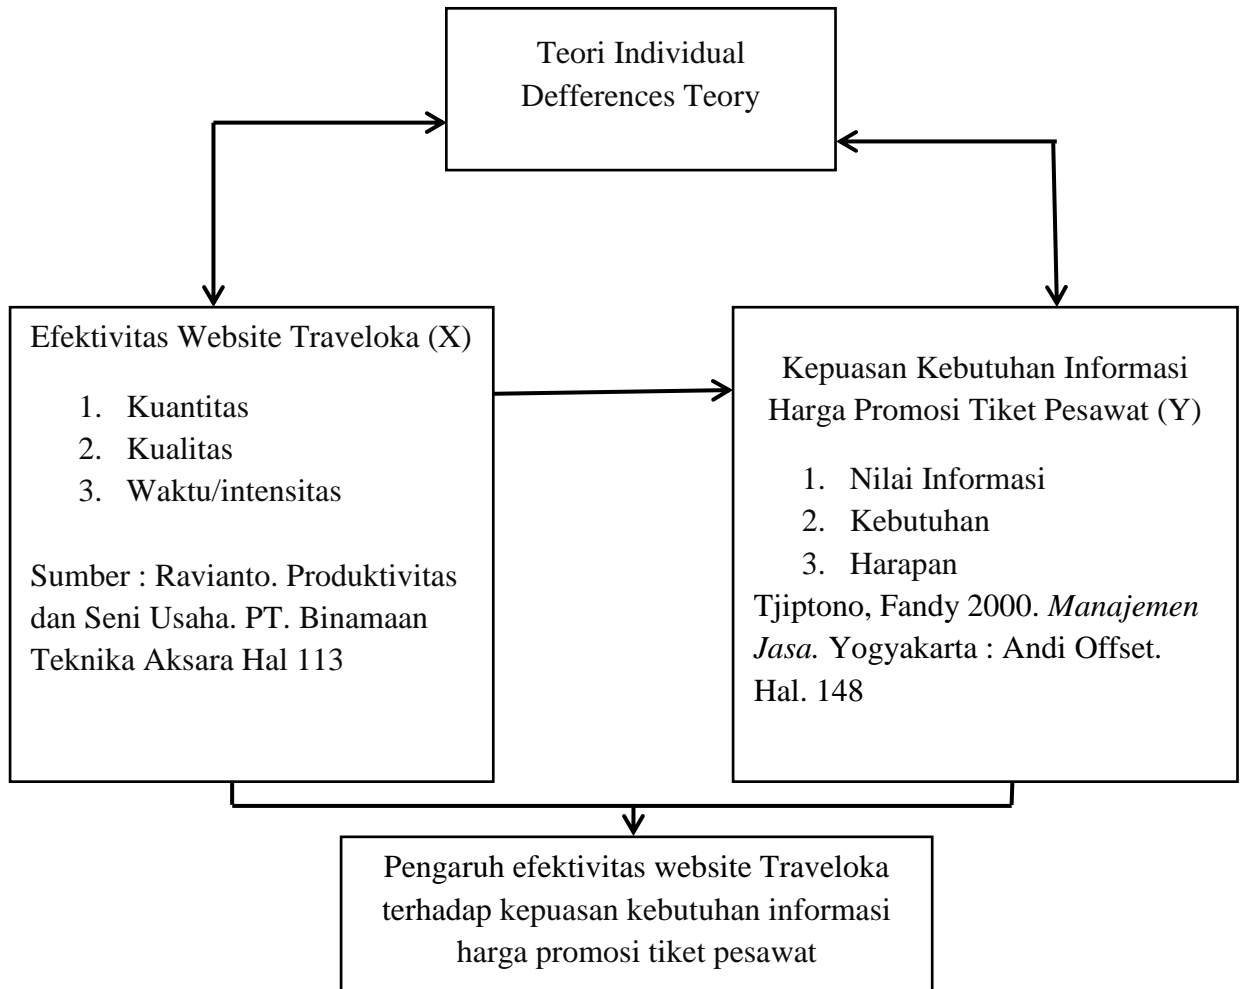 Teori Individual
Defferences Teory
Efektivitas Website Traveloka (X)
1. Kuantitas
2. Kualitas
3. Waktu/intensitas
Sumber : Ravianto. Produktivitas
dan Seni Usaha. PT. Binamaan
Teknika Aksara Hal 113
Kepuasan Kebutuhan Informasi
Harga Promosi Tiket Pesawat (Y)
1. Nilai Informasi
2. Kebutuhan
3. Harapan
Tjiptono, Fandy 2000. Manajemen
Jasa. Yogyakarta : Andi Offset.
Hal. 148
Pengaruh efektivitas website Traveloka
terhadap kepuasan kebutuhan informasi
harga promosi tiket pesawat